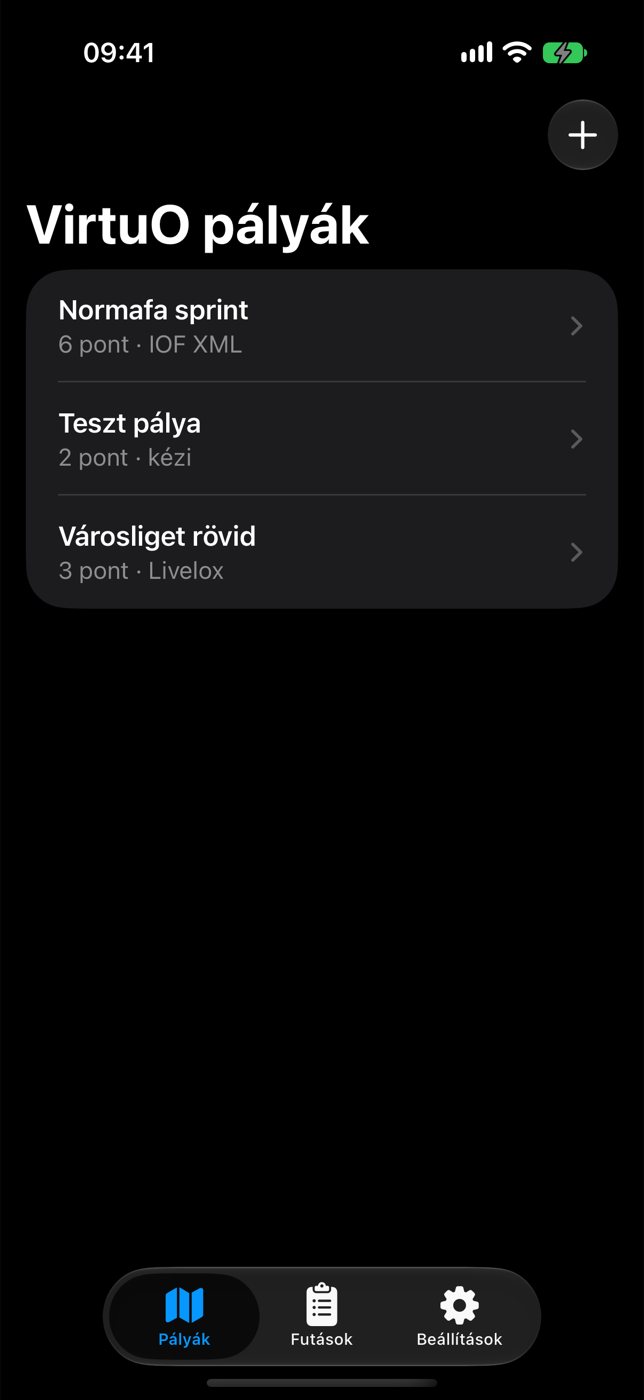 09:41
VirtuO pályák
Normafa sprint
6 pont · IOF XML
Teszt pálya
2 pont · kézi
Városliget rövid
3 pont · Livelox
Pályák
Futások
Beállítások